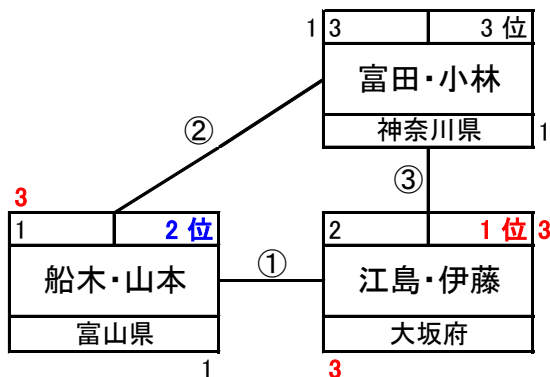 1 3 3 位
富田・小林
神奈川県 1
②
③
3
1 2 位
船木・山本
富山県
1
①
2 1 位 3
江島・伊藤
大坂府
3